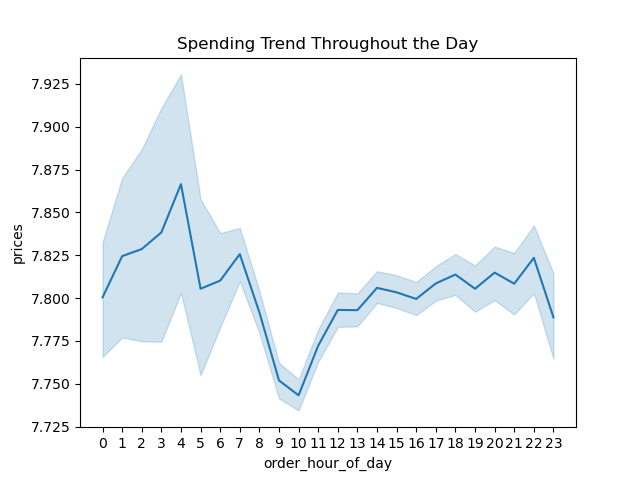 Spending Trend Throughout the Day
prices
7.925
7.900
7.875
7.850
7.825
7.800
7.775
7.750
7.725
0 1 2 3 4 5 6 7 8 9 10 11 12 13 14 15 16 17 18 19 20 21 22 23
order_hour_of_day